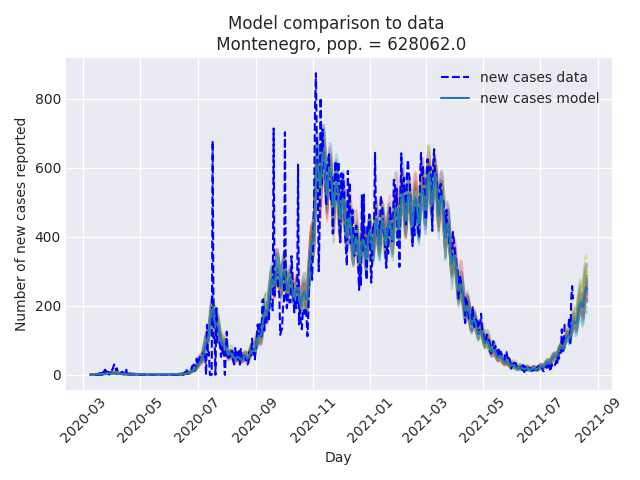 Model comparison to data
Montenegro, pop. = 628062.0
new cases data
new cases model
Number of new cases reported
800
600
400
200
0
2020-03
2020-05
2020-07
2020-09
2020-11
2021-01
2021-03
2021-05
2021-07
2021-09
Day